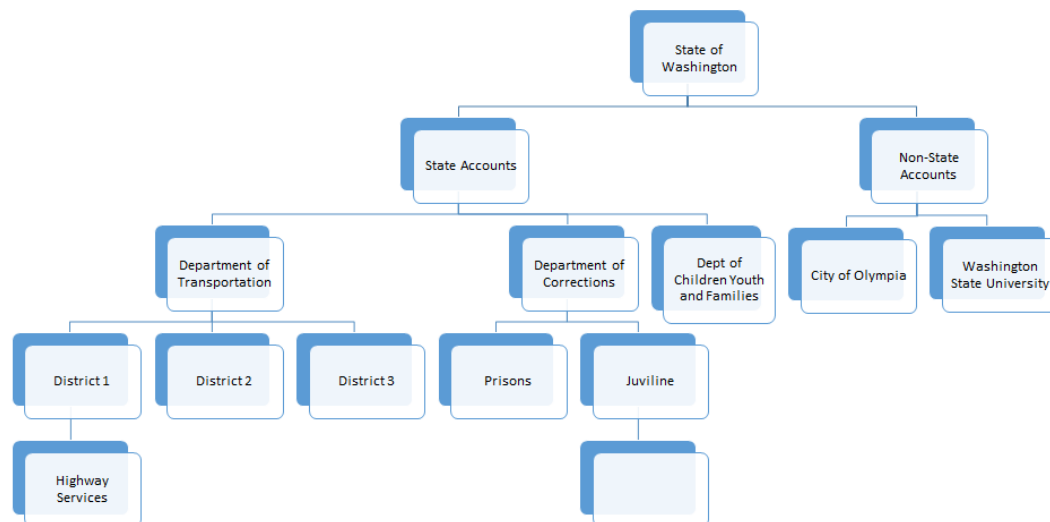 State of
Washington
State Accounts
Non-State
Accounts
Department of
Transportation
Department of
Corrections
Dept of
Children Youth
and Families
City of Olympia
Washington
State University
District 1
District 2
District 3
Prisons
Juviline
Highway
Services